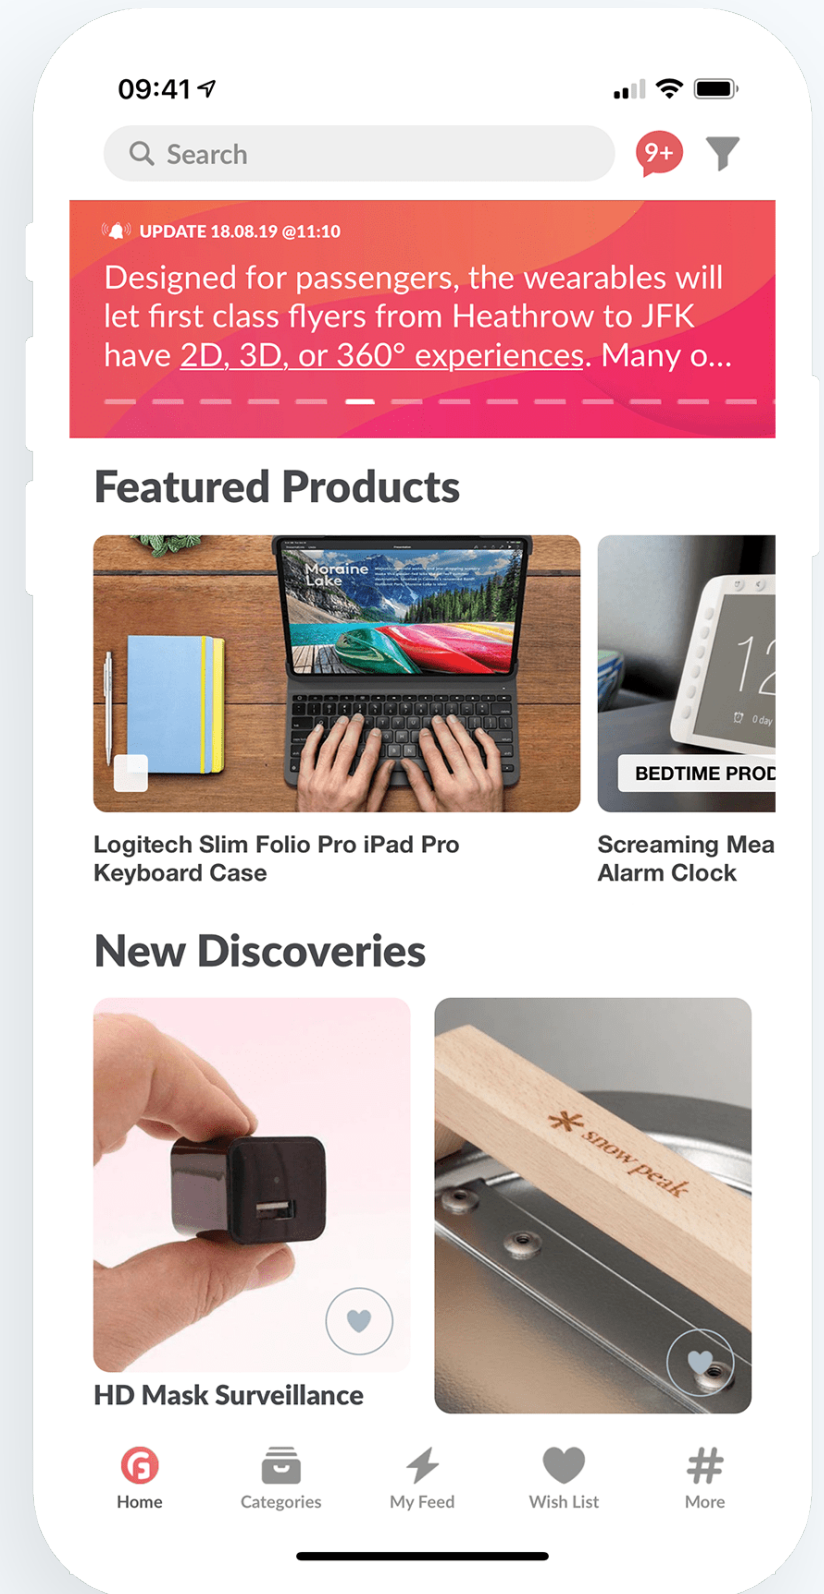 09:41
Search
9+
UPDATE 18.08.19 @11:10
Designed for passengers, the wearables will
let first class flyers from Heathrow to JFK
have 2D, 3D, or 360° experiences. Many o...
Featured Products
Moraine
Lake
12
0 day
BEDTIME PROD
Logitech Slim Folio Pro iPad Pro
Keyboard Case
Screaming Mea
Alarm Clock
New Discoveries
snow peak
HD Mask Surveillance
Home
Categories
My Feed
Wish List
More